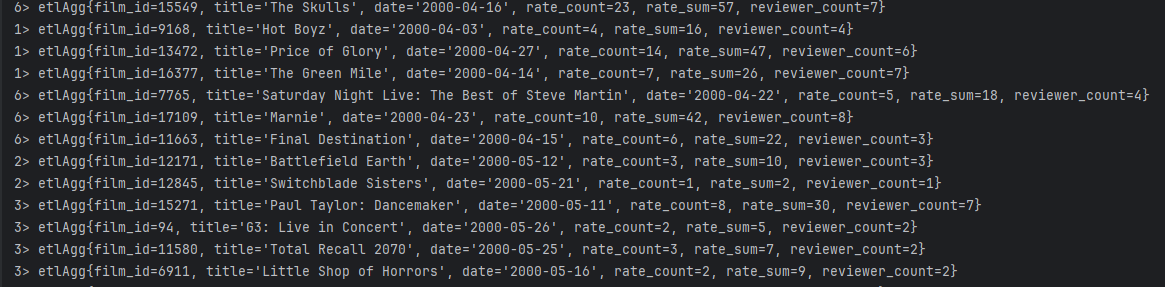 6> etlAgg{film_id=15549, title='The Skulls', date='2000-04-16', rate_count=23, rate_sum=57, reviewer_count=7}
1> etlAgg{film_id=9168, title='Hot Boyz', date='2000-04-03', rate_count=4, rate_sum=16, reviewer_count=4}
1> etlAgg{film_id=13472, title='Price of Glory', date='2000-04-27', rate_count=14, rate_sum=47, reviewer_count=6}
1> etlAgg{film_id=16377, title='The Green Mile', date='2000-04-14', rate_count=7, rate_sum=26, reviewer_count=7}
6> etlAgg{film_id=7765, title='Saturday Night Live: The Best of Steve Martin', date='2000-04-22', rate_count=5, rate_sum=18, reviewer_count=4}
6> etlAgg{film_id=17109, title='Marnie', date='2000-04-23', rate_count=10, rate_sum=42, reviewer_count=8}
6> etlAgg{film_id=11663, title='Final Destination', date='2000-04-15', rate_count=6, rate_sum=22, reviewer_count=3}
2> etlAgg{film_id=12171, title='Battlefield Earth', date='2000-05-12', rate_count=3, rate_sum=10, reviewer_count=3}
2> etlAgg{film_id=12845, title='Switchblade Sisters', date='2000-05-21', rate_count=1, rate_sum=2, reviewer_count=1}
3> etlAgg{film_id=15271, title='Paul Taylor: Dancemaker', date='2000-05-11', rate_count=8, rate_sum=30, reviewer_count=7}
3> etlAgg{film_id=94, title='G3: Live in Concert', date='2000-05-26', rate_count=2, rate_sum=5, reviewer_count=2}
3> etlAgg{film_id=11580, title='Total Recall 2070', date='2000-05-25', rate_count=3, rate_sum=7, reviewer_count=2}
3> etlAgg{film_id=6911, title='Little Shop of Horrors', date='2000-05-16', rate_count=2, rate_sum=9, reviewer_count=2}